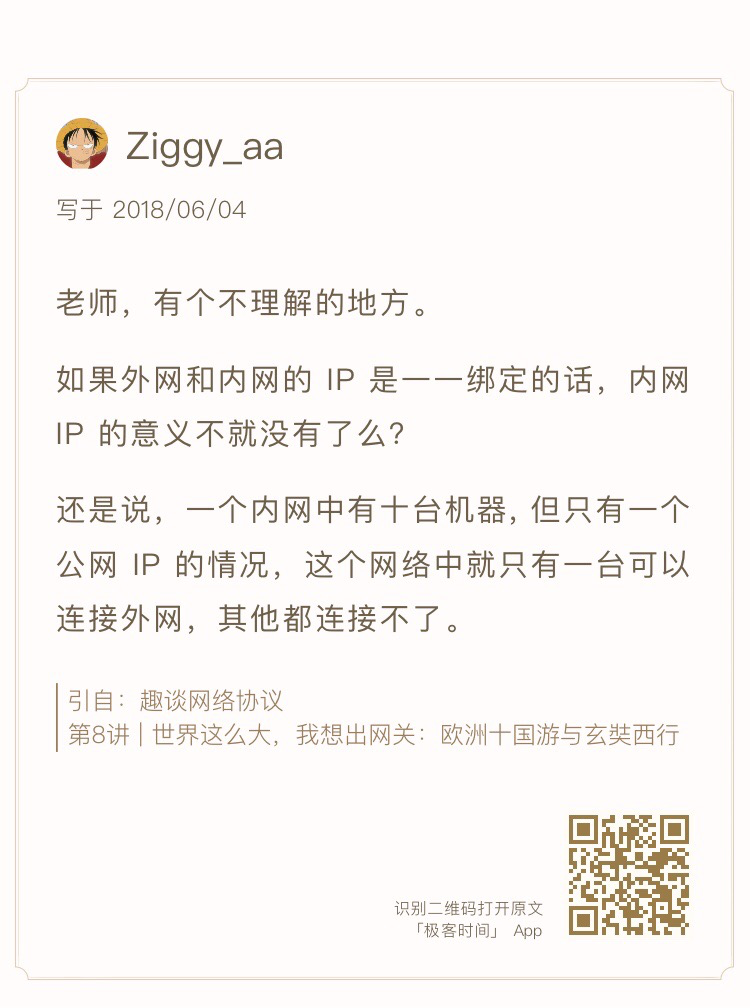 Ziggy_aa
写于 2018/06/04
老师，有个不理解的地方。
如果外网和内网的 IP 是一一绑定的话，内网
IP 的意义不就没有了么？
还是说，一个内网中有十台机器, 但只有一个
公网 IP 的情况，这个网络中就只有一台可以
连接外网，其他都连接不了。
引自：趣谈网络协议
第8讲 | 世界这么大，我想出网关：欧洲十国游与玄奘西行
识别二维码打开原文
「极客时间」 App